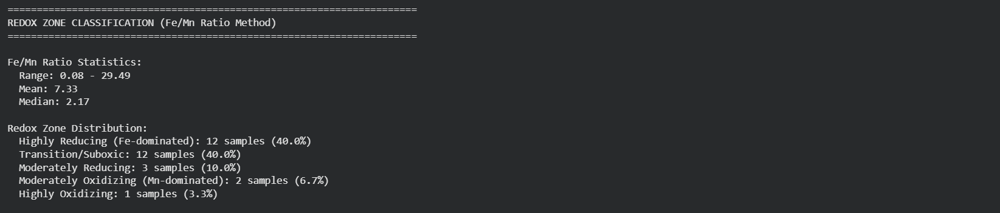 ======================================================================
REDOX ZONE CLASSIFICATION (Fe/Mn Ratio Method)
======================================================================
Fe/Mn Ratio Statistics:
Range: 0.08 - 29.49
Mean: 7.33
Median: 2.17
Redox Zone Distribution:
Highly Reducing (Fe-dominated): 12 samples (40.0%)
Transition/Suboxic: 12 samples (40.0%)
Moderately Reducing: 3 samples (10.0%)
Moderately Oxidizing (Mn-dominated): 2 samples (6.7%)
Highly Oxidizing: 1 samples (3.3%)